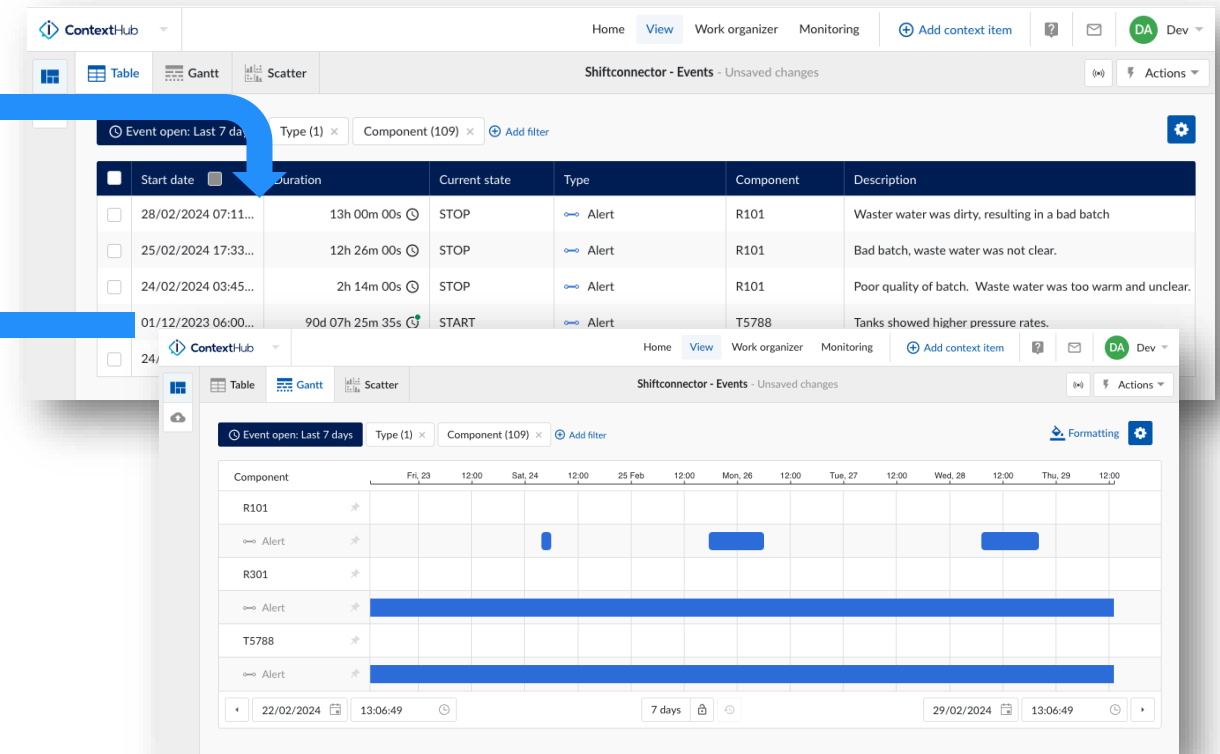 ContextHub Home View Work organizer Monitoring Add context item ? DA Dev
Table Gantt Scatter Shiftconnector - Events - Unsaved changes Actions
Event open: Last 7 da Type (1) × Component (109) × Add filter
Start date Duration Current state Type Component Description
28/02/2024 07:11... 13h 00m 00s STOP Alert R101 Waster water was dirty, resulting in a bad batch
25/02/2024 17:33... 12h 26m 00s STOP Alert R101 Bad batch, waste water was not clear.
24/02/2024 03:45... 2h 14m 00s STOP Alert R101 Poor quality of batch. Waste water was too warm and unclear.
01/12/2023 06:00... 90d 07h 25m 35s START Alert T5788 Tanks showed higher pressure rates.
24/
ContextHub Home View Work organizer Monitoring Add context item ? DA Dev
Table Gantt Scatter Shiftconnector - Events - Unsaved changes Actions
Event open: Last 7 days Type (1) × Component (109) × Add filter Formatting
Component Fri, 23 12:00 Sat, 24 12:00 25 Feb 12:00 Mon, 26 12:00 Tue, 27 12:00 Wed, 28 12:00 Thu, 29 12:00
R101
Alert
R301
Alert
T5788
Alert
22/02/2024 13:06:49 7 days 29/02/2024 13:06:49